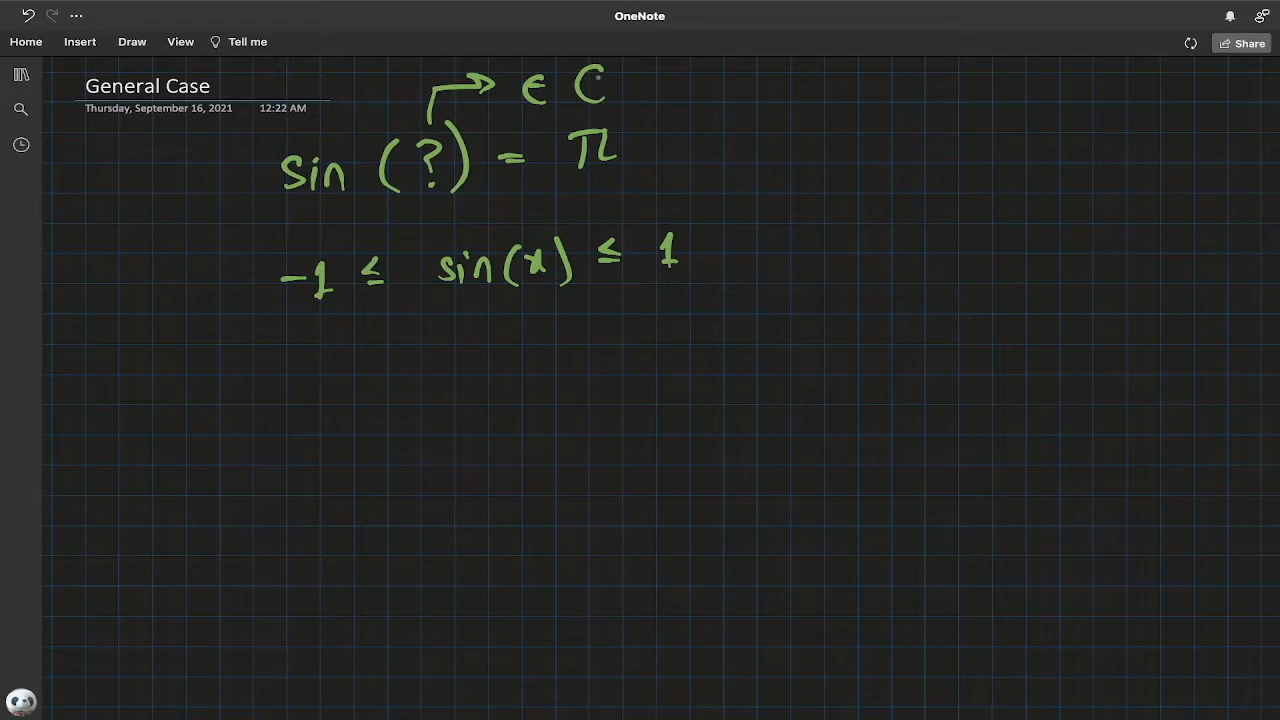 OneNote
Home Insert Draw View Tell me Share
General Case
Thursday, September 16, 2021 12:22 AM
∈ C
sin (?) = π
-1 ≤ sin(x) ≤ 1